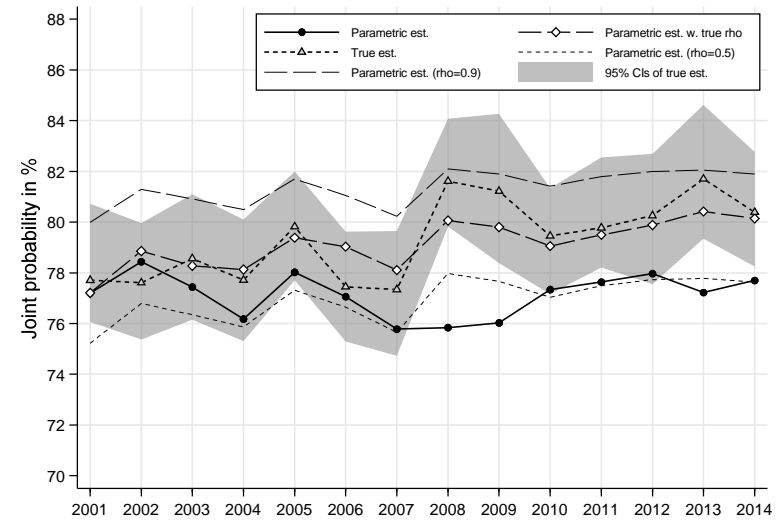 Parametric est.
Parametric est. w. true rho
True est.
Parametric est. (rho=0.5)
Parametric est. (rho=0.9)
95% CIs of true est.
Joint probability in %
88
86
84
82
80
78
76
74
72
70
2001 2002 2003 2004 2005 2006 2007 2008 2009 2010 2011 2012 2013 2014